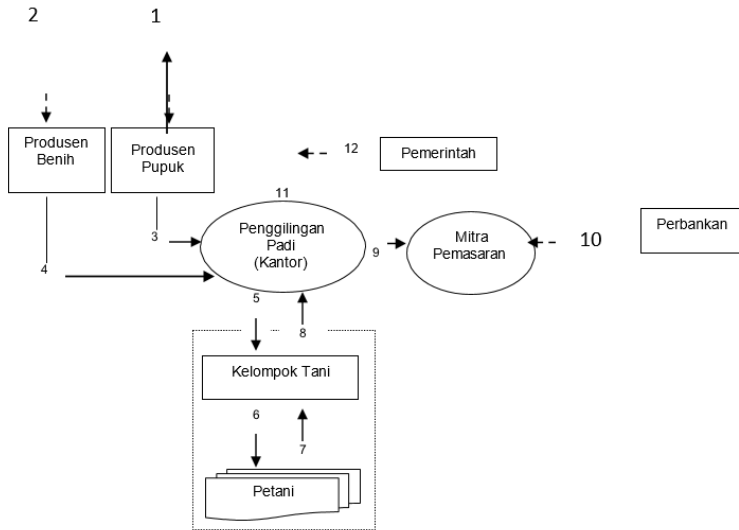 2
1
Produsen
Benih
Produsen
Pupuk
12
Pemerintah
11
Penggilingan
Padi
(Kantor)
3
9
Mitra
Pemasaran
10
Perbankan
4
5
8
Kelompok Tani
6
7
Petani